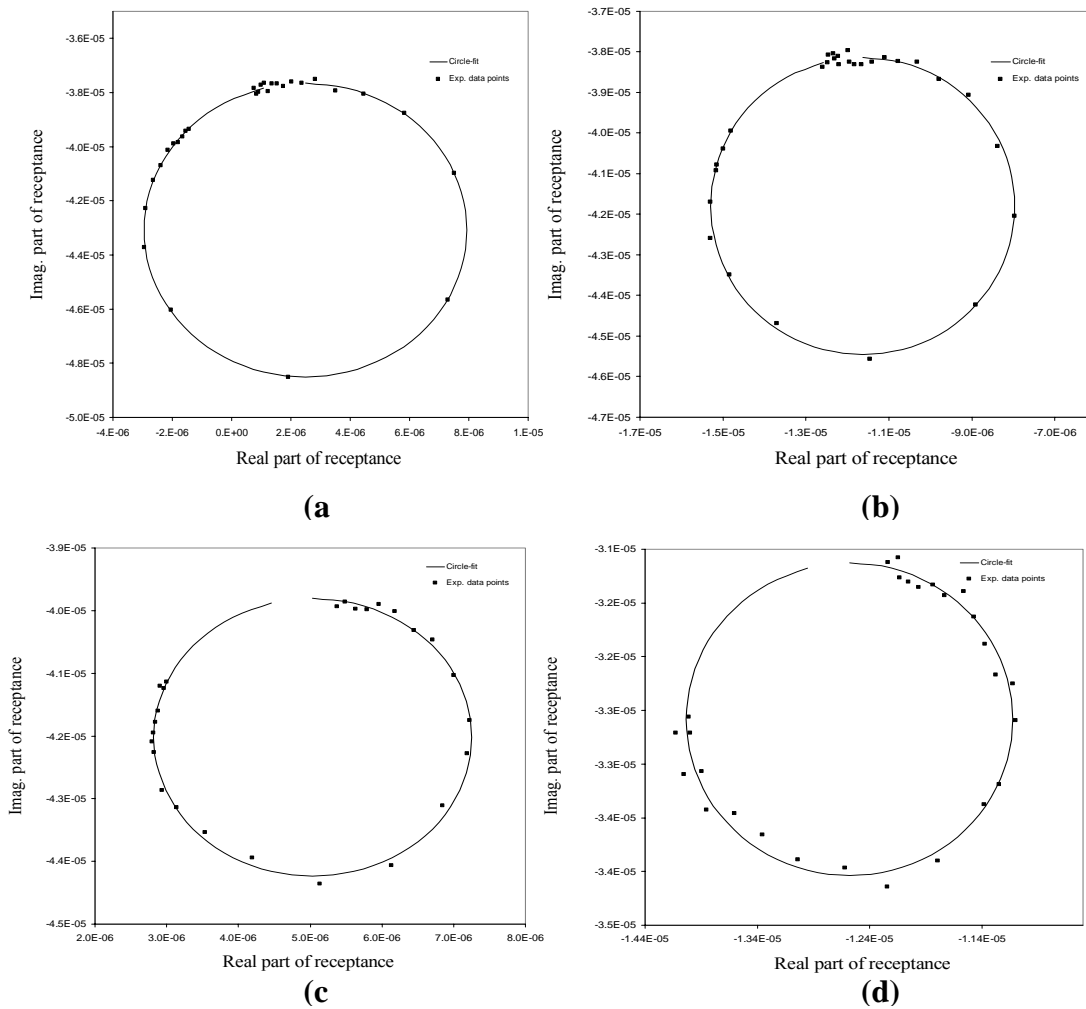 -3.6E-05
-3.8E-05
-4.0E-05
-4.2E-05
-4.4E-05
-4.6E-05
-4.8E-05
-5.0E-05
-4.E-06 -2.E-06 0.E+00 2.E-06 4.E-06 6.E-06 8.E-06 1.E-05
Imag. part of receptance
Real part of receptance
Circle-fit
Exp. data points
(a
-3.7E-05
-3.8E-05
-3.9E-05
-4.0E-05
-4.1E-05
-4.2E-05
-4.3E-05
-4.4E-05
-4.5E-05
-4.6E-05
-4.7E-05
-1.7E-05 -1.5E-05 -1.3E-05 -1.1E-05 -9.0E-06 -7.0E-06
Imag. part of receptance
Real part of receptance
Circle-fit
Exp. data points
(b)
-3.9E-05
-4.0E-05
-4.1E-05
-4.2E-05
-4.3E-05
-4.4E-05
-4.5E-05
2.0E-06 3.0E-06 4.0E-06 5.0E-06 6.0E-06 7.0E-06 8.0E-06
Imag. part of receptance
Real part of receptance
Circle-fit
Exp. data points
(c
-3.1E-05
-3.2E-05
-3.2E-05
-3.3E-05
-3.3E-05
-3.4E-05
-3.4E-05
-3.5E-05
-1.44E-05 -1.34E-05 -1.24E-05 -1.14E-05
Imag. part of receptance
Real part of receptance
Circle-fit
Exp. data points
(d)